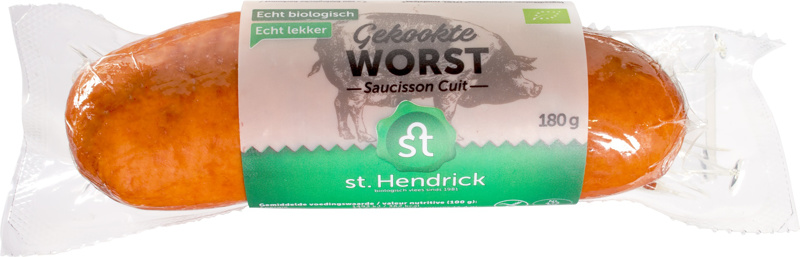 Echt biologisch
Echt lekker
Gekookte
WORST
Saucisson Cuit
180 g
st
st. Hendrick
biologisch vlees sinds 1981
Gemiddelde voedingswaarde / valeur nutritive (100 g):